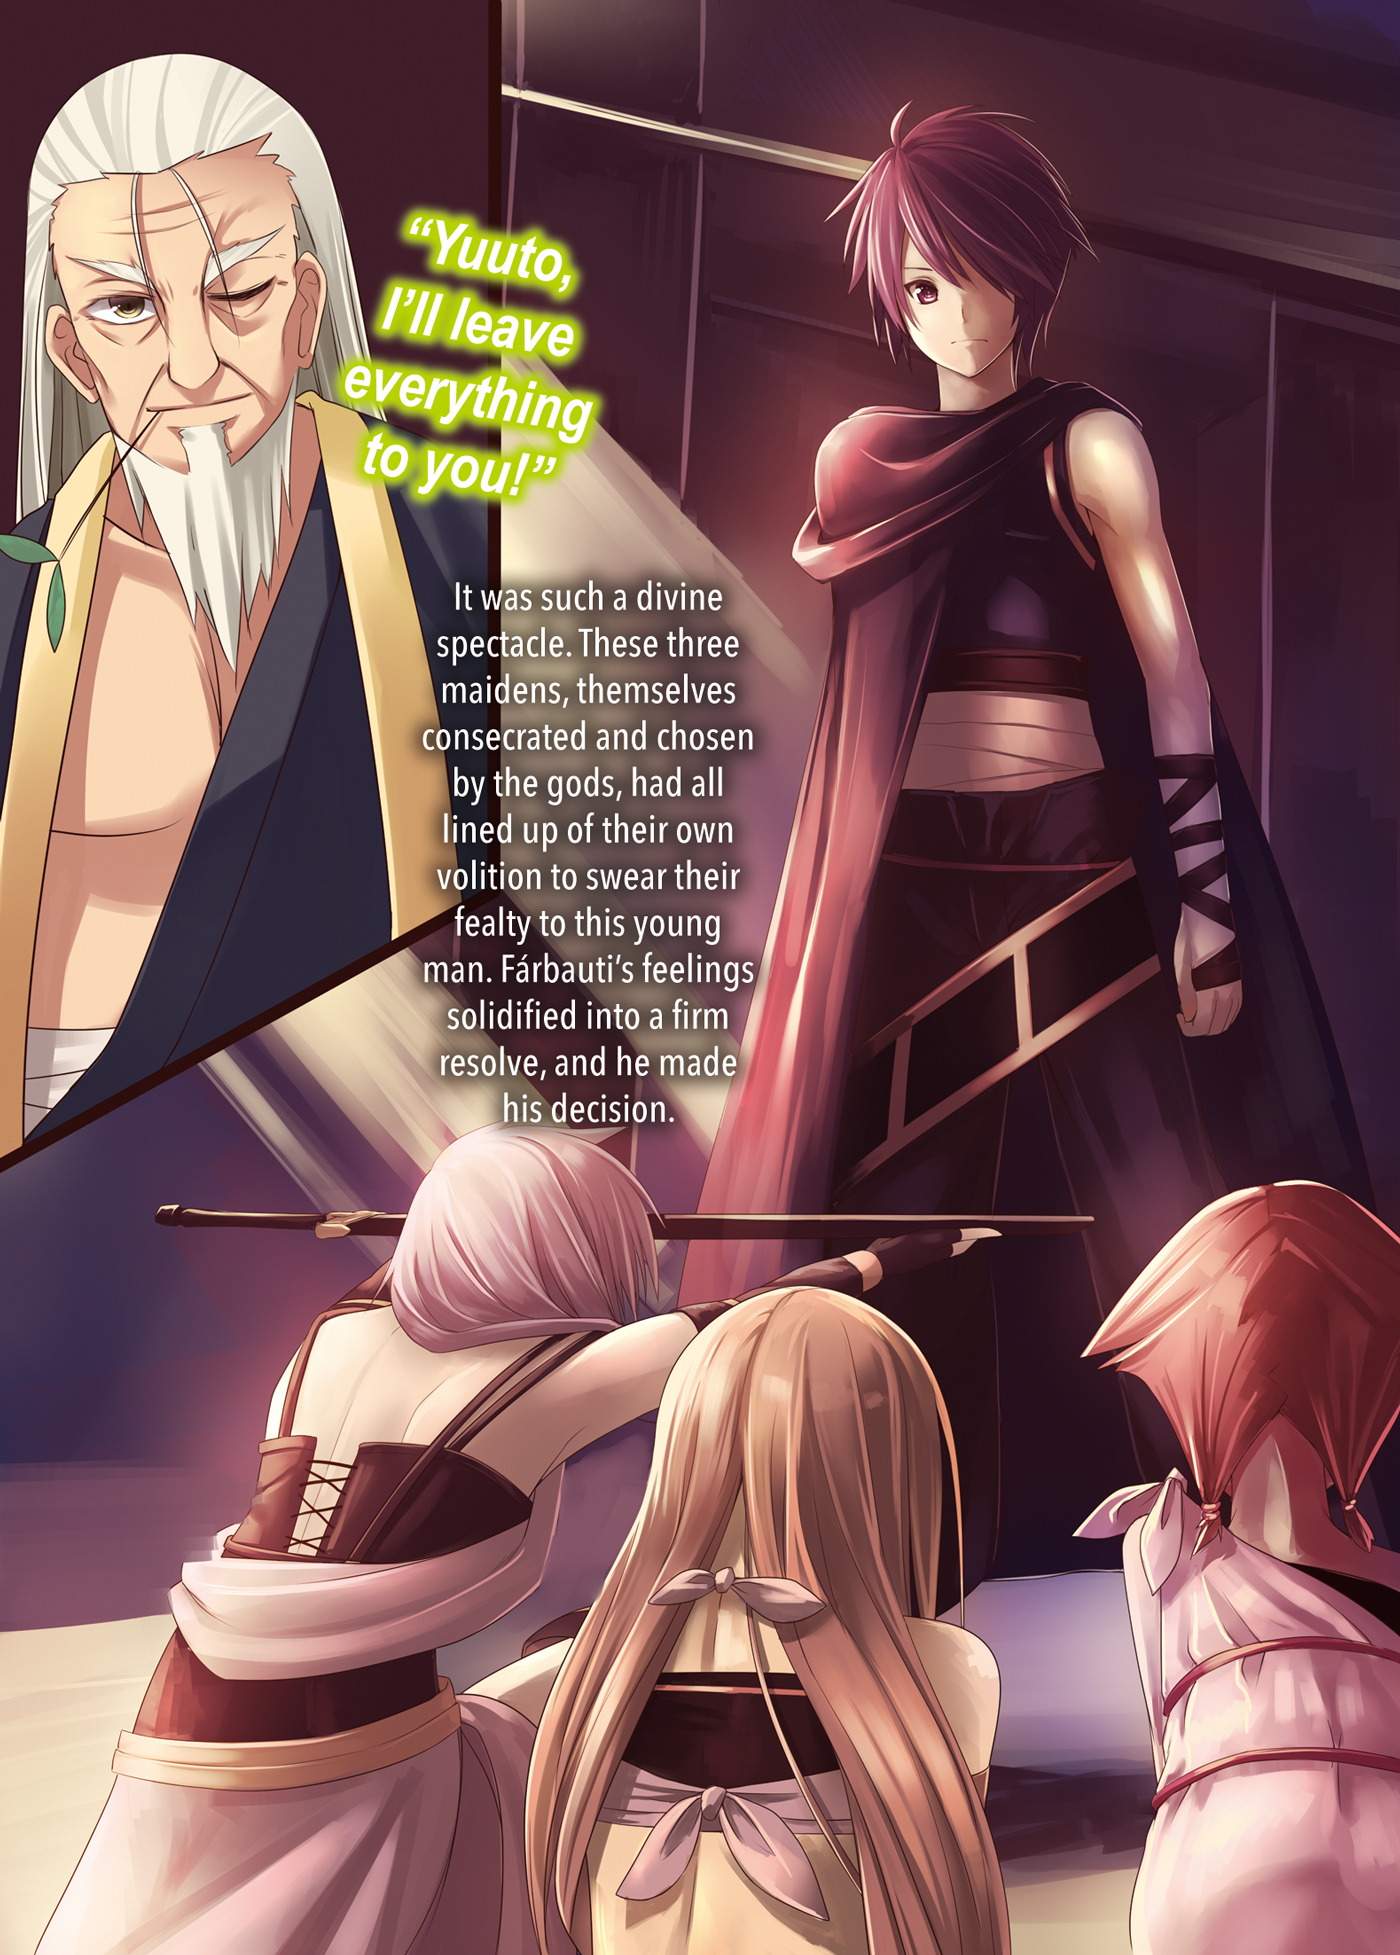 “Yuuto,
I’ll leave
everything
to you!”
It was such a divine
spectacle. These three
maidens, themselves
consecrated and chosen
by the gods, had all
lined up of their own
volition to swear their
fealty to this young
man. Fárbauti’s feelings
solidified into a firm
resolve, and he made
his decision.